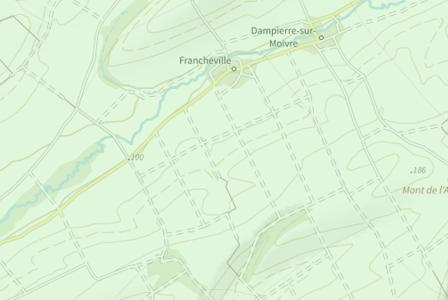 Dampierre-sur-
Moivre
Francheville
.100
.186
Mont de l'A